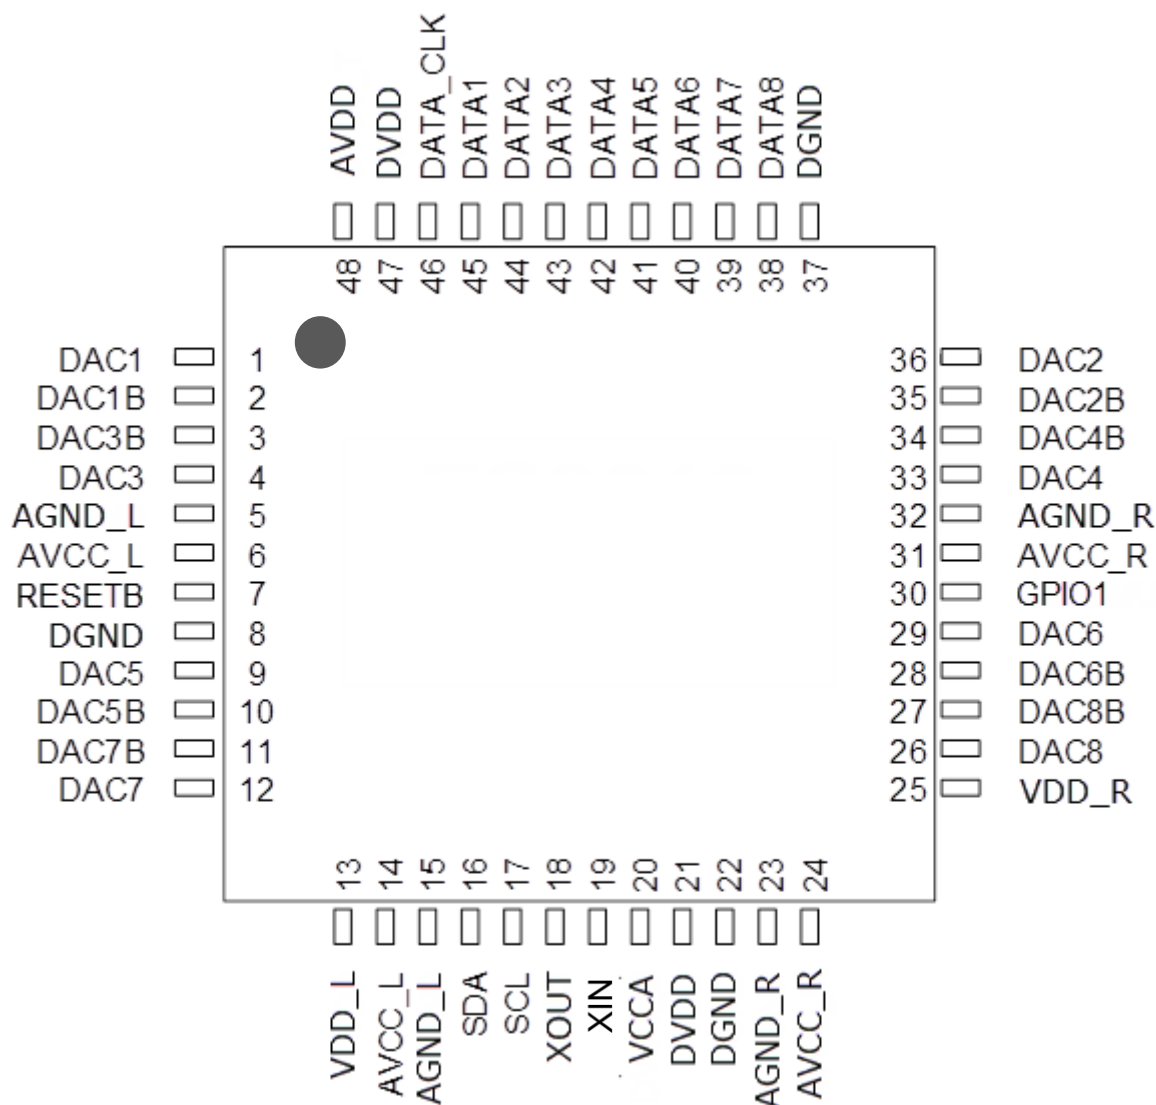 AVDD
DVDD
DATA_CLK
DATA1
DATA2
DATA3
DATA4
DATA5
DATA6
DATA7
DATA8
DGND
48 47 46 45 44 43 42 41 40 39 38 37
DAC1 1 36 DAC2
DAC1B 2 35 DAC2B
DAC3B 3 34 DAC4B
DAC3 4 33 DAC4
AGND_L 5 32 AGND_R
AVCC_L 6 31 AVCC_R
RESETB 7 30 GPIO1
DGND 8 29 DAC6
DAC5 9 28 DAC6B
DAC5B 10 27 DAC8B
DAC7B 11 26 DAC8
DAC7 12 25 VDD_R
13 14 15 16 17 18 19 20 21 22 23 24
VDD_L
AVCC_L
AGND_L
SDA
SCL
XOUT
XIN
VCCA
DVDD
DGND
AGND_R
AVCC_R